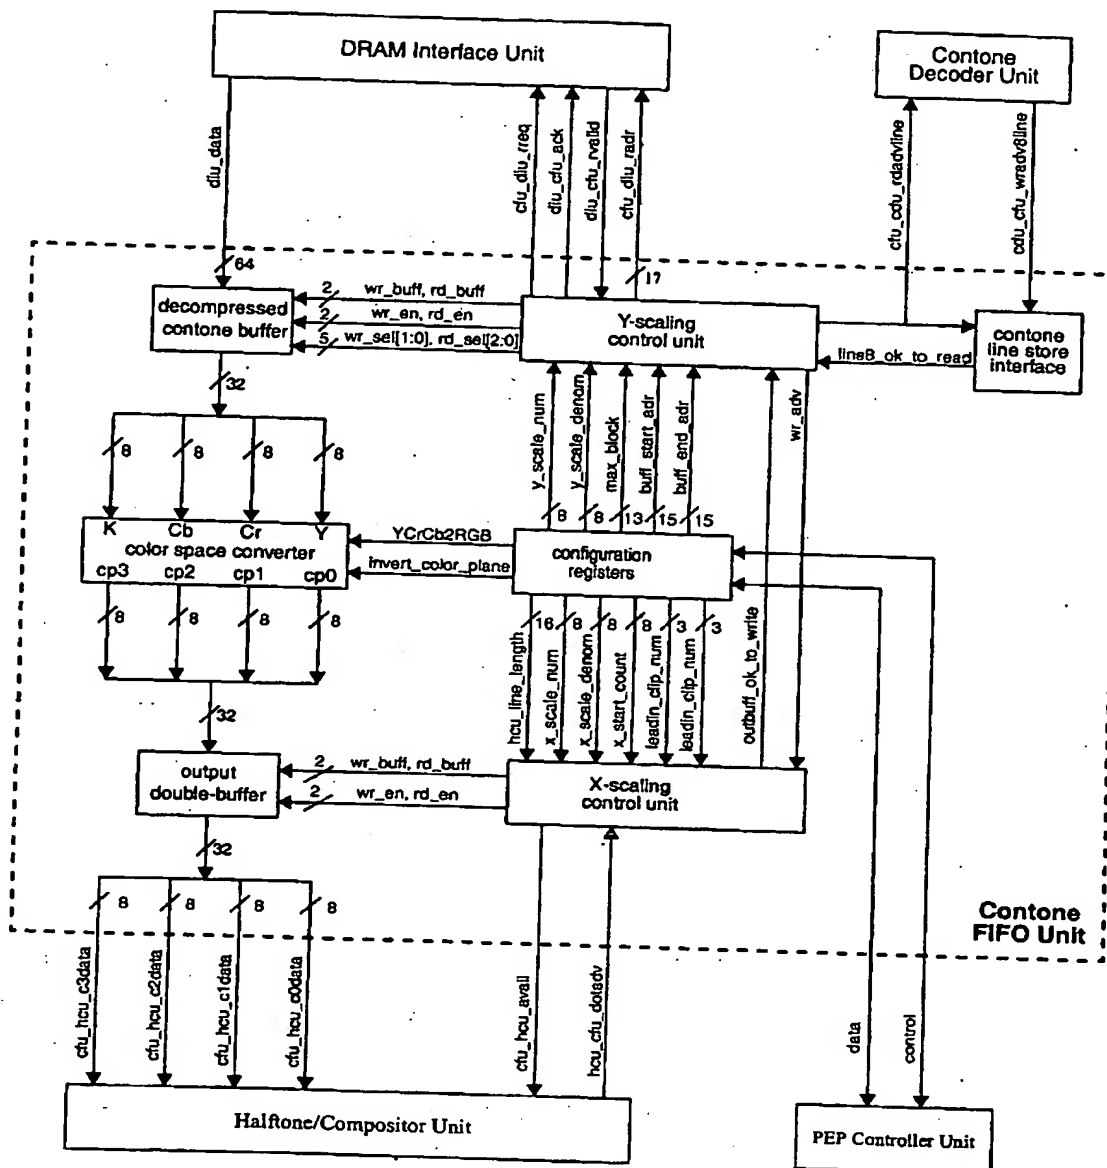 DRAM Interface Unit
Contone
Decoder Unit
diu_data
cfu_diu_rreq
diu_cfu_ack
diu_cfu_rvalid
cfu_diu_radr
cfu_cdu_rdadvline
cdu_cfu_wradv8line
64
17
decompressed
contone buffer
2
wr_buff, rd_buff
2
wr_en, rd_en
5
wr_sel[1:0], rd_sel[2:0]
Y-scaling
control unit
line8_ok_to_read
contone
line store
interface
32
8
8
8
8
y_scale_num
y_scale_denom
max_block
buff_start_adr
buff_end_adr
wr_adv
8
8
13
15
15
K
Cb
Cr
Y
color space converter
cp3
cp2
cp1
cp0
YCrCb2RGB
invert_color_plane
configuration
registers
8
8
8
8
16
8
8
8
3
3
hcu_line_length
x_scale_num
x_scale_denom
x_start_count
leadin_clip_num
leadin_clip_num
outbuff_ok_to_write
32
output
double-buffer
2
wr_buff, rd_buff
2
wr_en, rd_en
X-scaling
control unit
32
8
8
8
8
Contone
FIFO Unit
cfu_hcu_c3data
cfu_hcu_c2data
cfu_hcu_c1data
cfu_hcu_c0data
cfu_hcu_avail
hcu_cfu_dotadv
data
control
Halftone/Compositor Unit
PEP Controller Unit